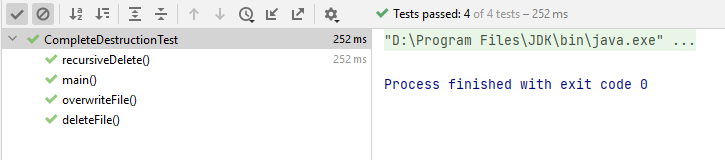 Tests passed: 4 of 4 tests – 252 ms
CompleteDestructionTest 252 ms
recursiveDelete() 252 ms
main()
overwriteFile()
deleteFile()
"D:\Program Files\JDK\bin\java.exe" ...
Process finished with exit code 0